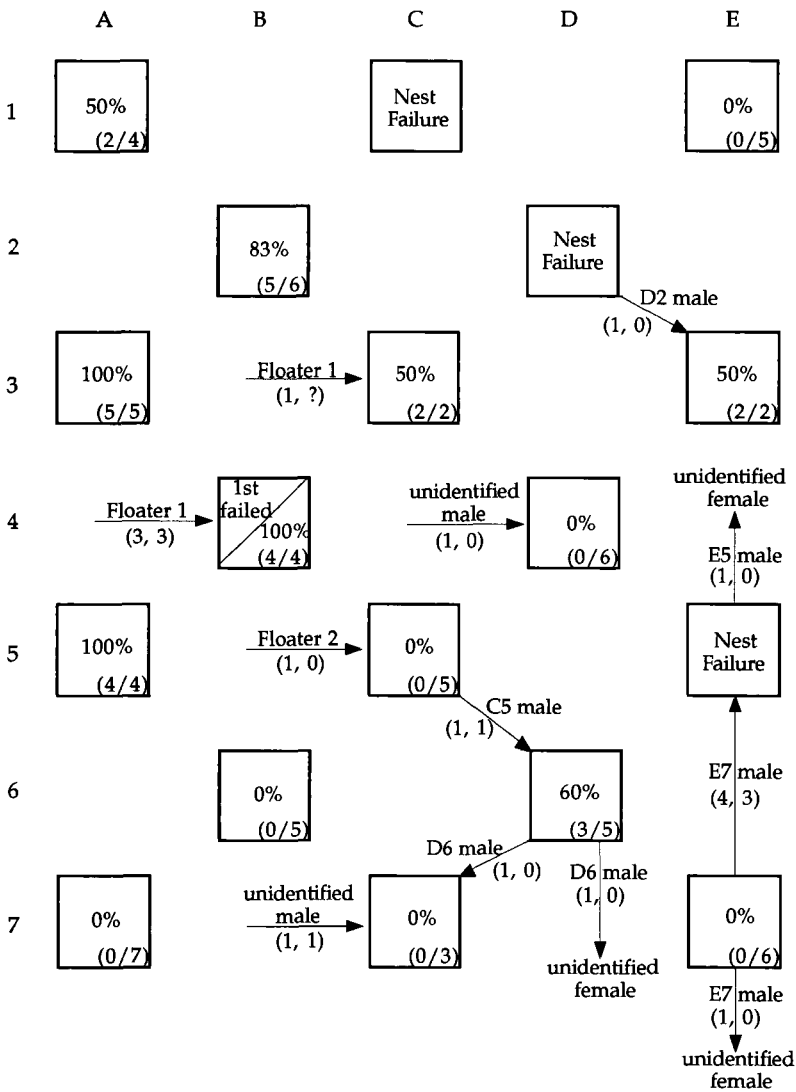 A B C D E
1
50%
(2/4)
Nest
Failure
0%
(0/5)
2
83%
(5/6)
Nest
Failure
D2 male
(1, 0)
3
100%
(5/5)
Floater 1
(1, ?)
50%
(2/2)
50%
(2/2)
4
Floater 1
(3, 3)
1st
failed
100%
(4/4)
unidentified
male
(1, 0)
0%
(0/6)
unidentified
female
E5 male
(1, 0)
5
100%
(4/4)
Floater 2
(1, 0)
0%
(0/5)
Nest
Failure
C5 male
(1, 1)
6
0%
(0/5)
60%
(3/5)
E7 male
(4, 3)
D6 male
(1, 0)
D6 male
(1, 0)
7
0%
(0/7)
unidentified
male
(1, 1)
0%
(0/3)
unidentified
female
0%
(0/6)
E7 male
(1, 0)
unidentified
female